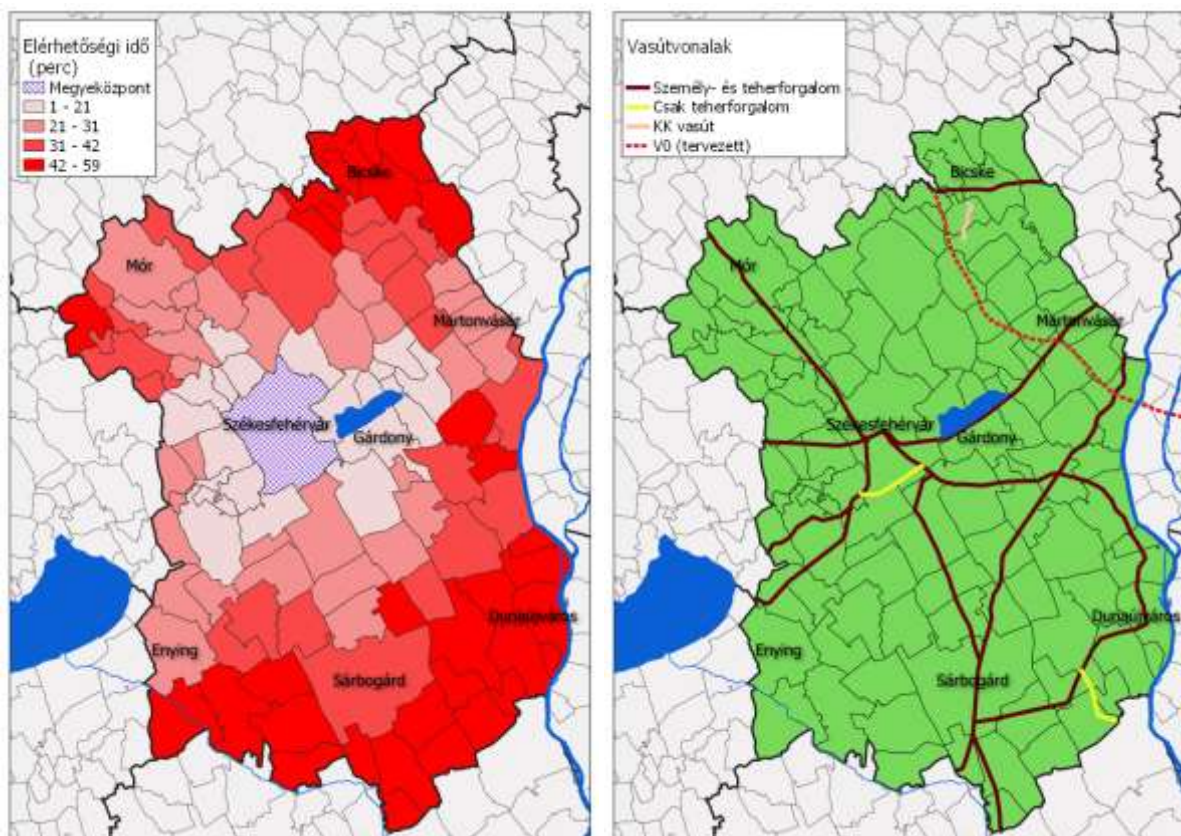 Elérhetőségi idő
(perc)
Megyeközpont
1 - 21
21 - 31
31 - 42
42 - 59
Bicske
Mór
Martonvásár
Székesfehérvár
Gárdony
Dunaújváros
Enying
Sárbogárd
Vasútvonalak
Személy- és teherforgalom
Csak teherforgalom
KK vasút
V0 (tervezett)
Bicske
Mór
Martonvásár
Székesfehérvár
Gárdony
Dunaújváros
Enying
Sárbogárd